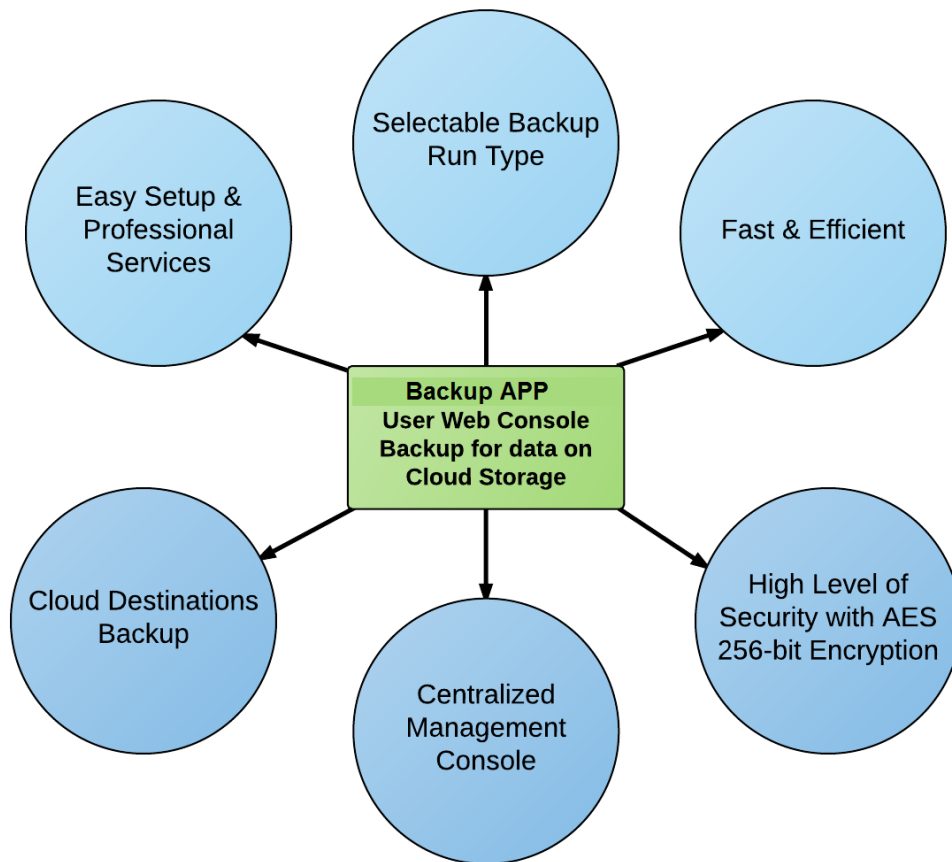 Selectable Backup
Run Type
Easy Setup &
Professional
Services
Fast & Efficient
Backup APP
User Web Console
Backup for data on
Cloud Storage
Cloud Destinations
Backup
High Level of
Security with AES
256-bit Encryption
Centralized
Management
Console